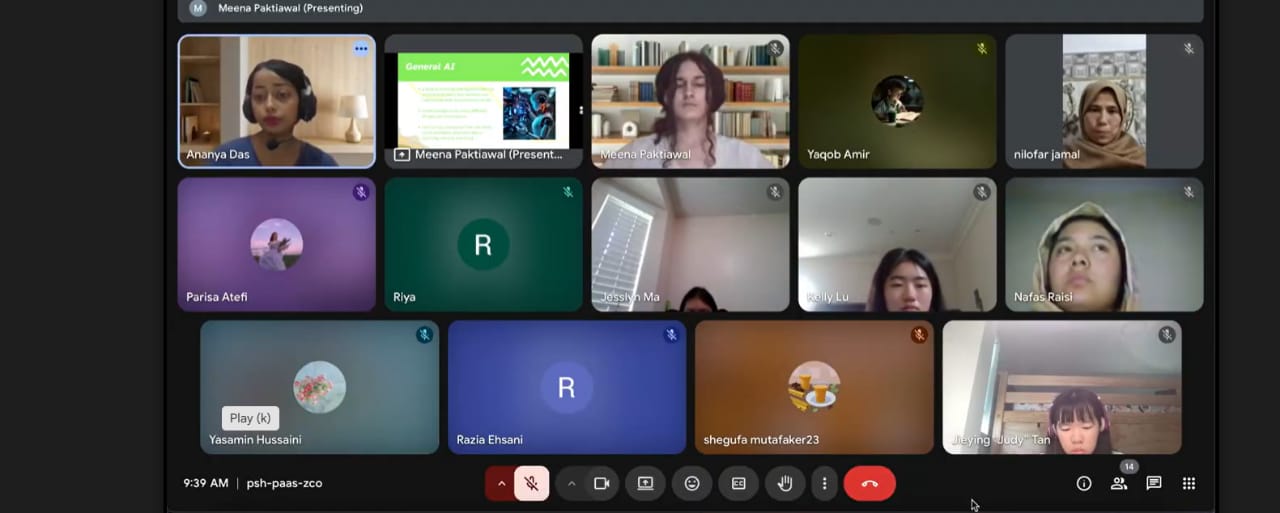 M Meena Paktiawal (Presenting)
Ananya Das
General AI
Meena Paktiawal (Present...
Meena Paktiawal
Yaqob Amir
nilofar jamal
Parisa Atefi
R
Riya
Jesslyn Ma
Kelly Lu
Nafas Raisi
Play (k)
Yasamin Hussaini
R
Razia Ehsani
shegufa mutafaker23
Jieying "Judy" Tan
9:39 AM | psh-paas-zco
14